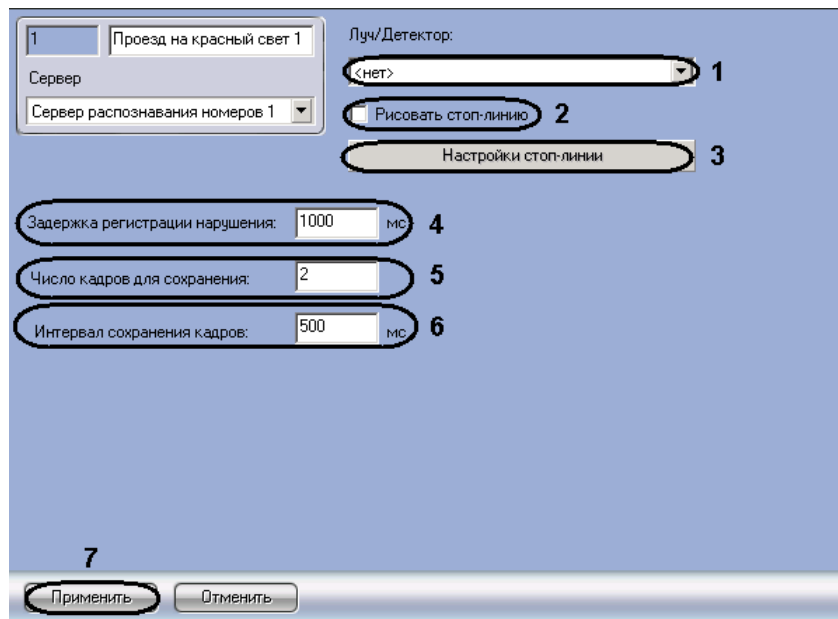 1
Проезд на красный свет 1
Сервер
Сервер распознавания номеров 1
Луч/Детектор:
<нет>
1
Рисовать стоп-линию
2
Настройки стоп-линии
3
Задержка регистрации нарушения: 1000 мс 4
Число кадров для сохранения: 2 5
Интервал сохранения кадров: 500 мс 6
7
Применить
Отменить